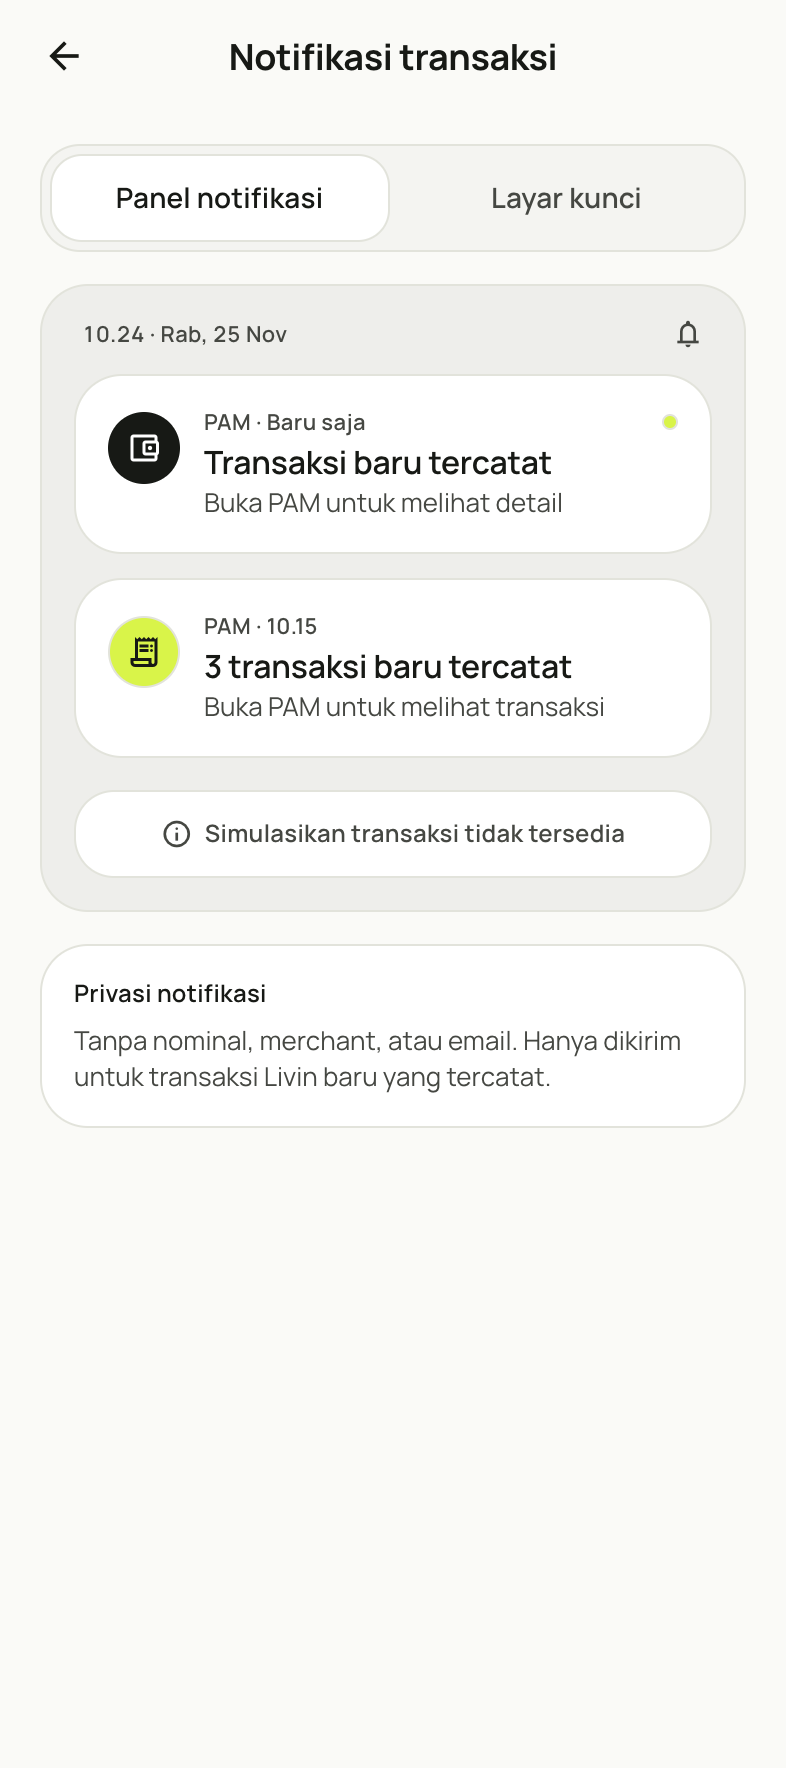 Notifikasi transaksi
Panel notifikasi
Layar kunci
10.24 · Rab, 25 Nov
PAM · Baru saja
Transaksi baru tercatat
Buka PAM untuk melihat detail
PAM · 10.15
3 transaksi baru tercatat
Buka PAM untuk melihat transaksi
Simulasikan transaksi tidak tersedia
Privasi notifikasi
Tanpa nominal, merchant, atau email. Hanya dikirim
untuk transaksi Livin baru yang tercatat.